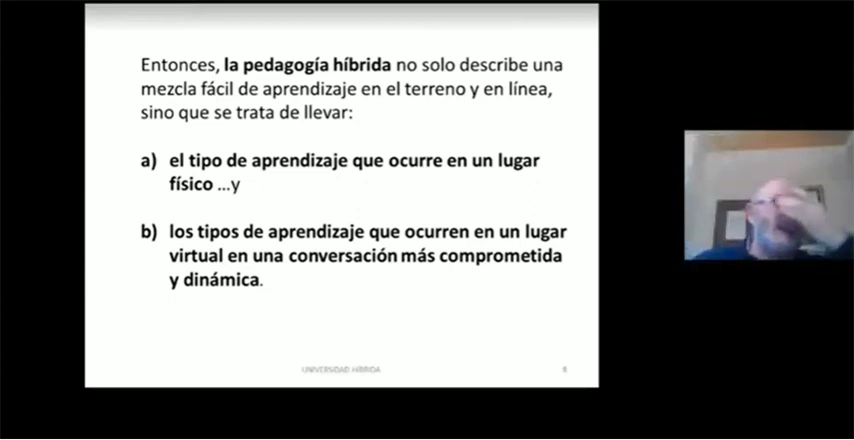 Entonces, la pedagogía híbrida no solo describe una
mezcla fácil de aprendizaje en el terreno y en línea,
sino que se trata de llevar:
a) el tipo de aprendizaje que ocurre en un lugar
físico ...y
b) los tipos de aprendizaje que ocurren en un lugar
virtual en una conversación más comprometida
y dinámica.
UNIVERSIDAD HÍBRIDA
8